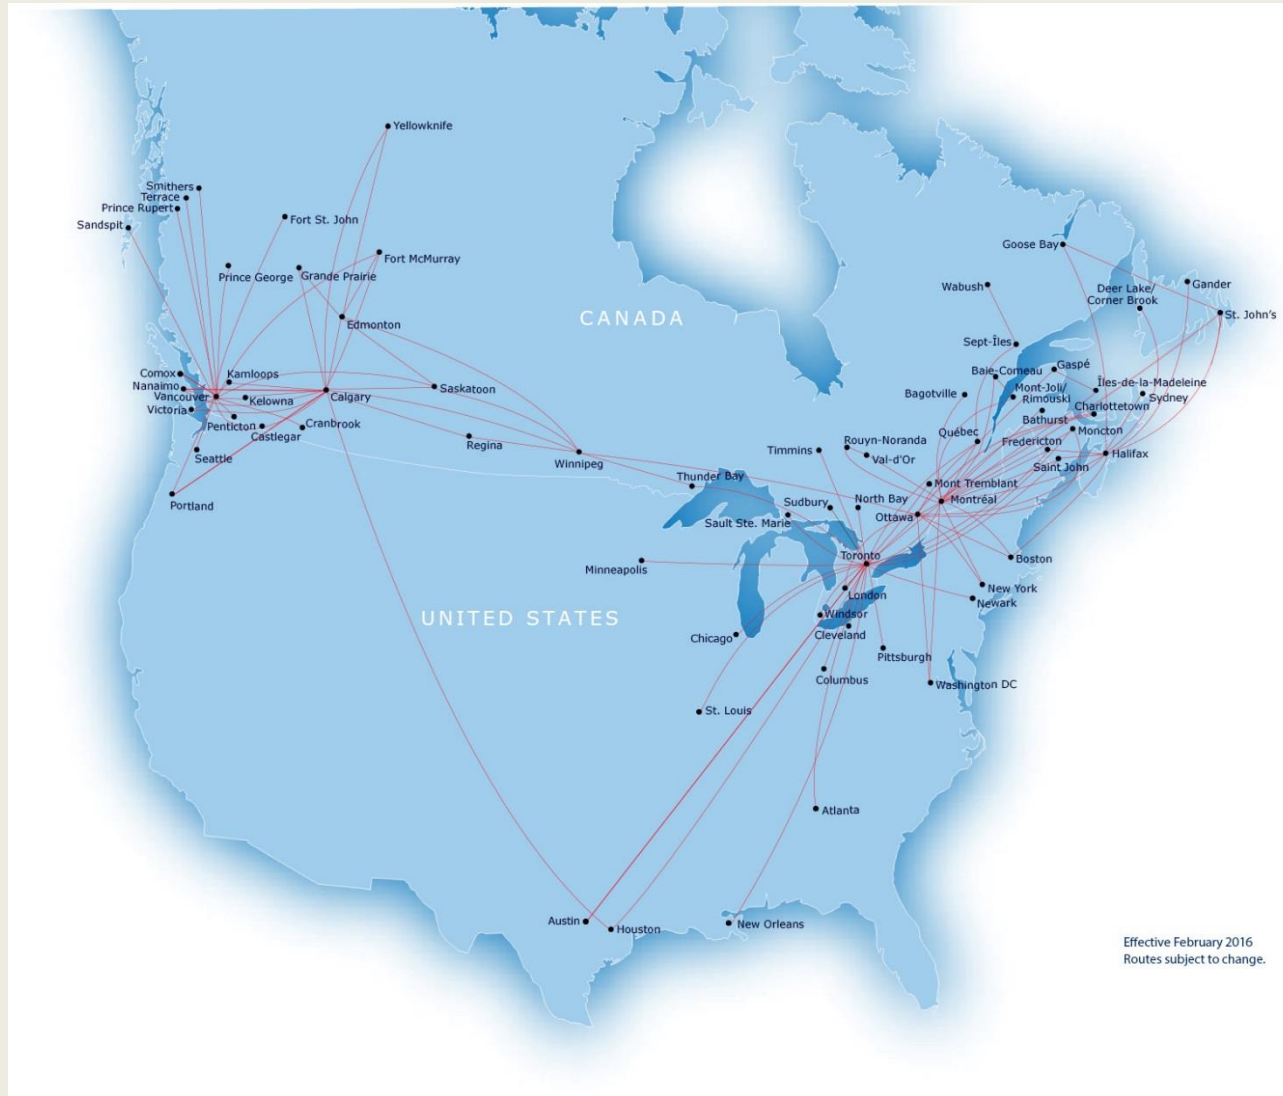 Yellowknife
Smithers
Terrace
Prince Rupert
Fort St. John
Sandspit
Goose Bay
Fort McMurray
Prince George
Grande Prairie
Wabush
Deer Lake/
Corner Brook
Gander
CANADA
St. John's
Edmonton
Sept-Îles
Gaspé
Comox
Kamloops
Baie-Comeau
Nanaimo
Saskatoon
Bagotville
Mont-Joli/
Rimouski
Îles-de-la-Madeleine
Vancouver
Kelowna
Calgary
Sydney
Victoria
Charlottetown
Penticton
Cranbrook
Bathurst
Castlegar
Québec
Moncton
Regina
Rouyn-Noranda
Fredericton
Seattle
Timmins
Val-d'Or
Halifax
Winnipeg
Saint John
Thunder Bay
Mont Tremblant
Portland
Sudbury
North Bay
Montréal
Sault Ste. Marie
Ottawa
Toronto
Boston
Minneapolis
New York
London
Newark
UNITED STATES
Windsor
Chicago
Cleveland
Pittsburgh
Columbus
Washington DC
St. Louis
Atlanta
Austin
Houston
New Orleans
Effective February 2016
Routes subject to change.